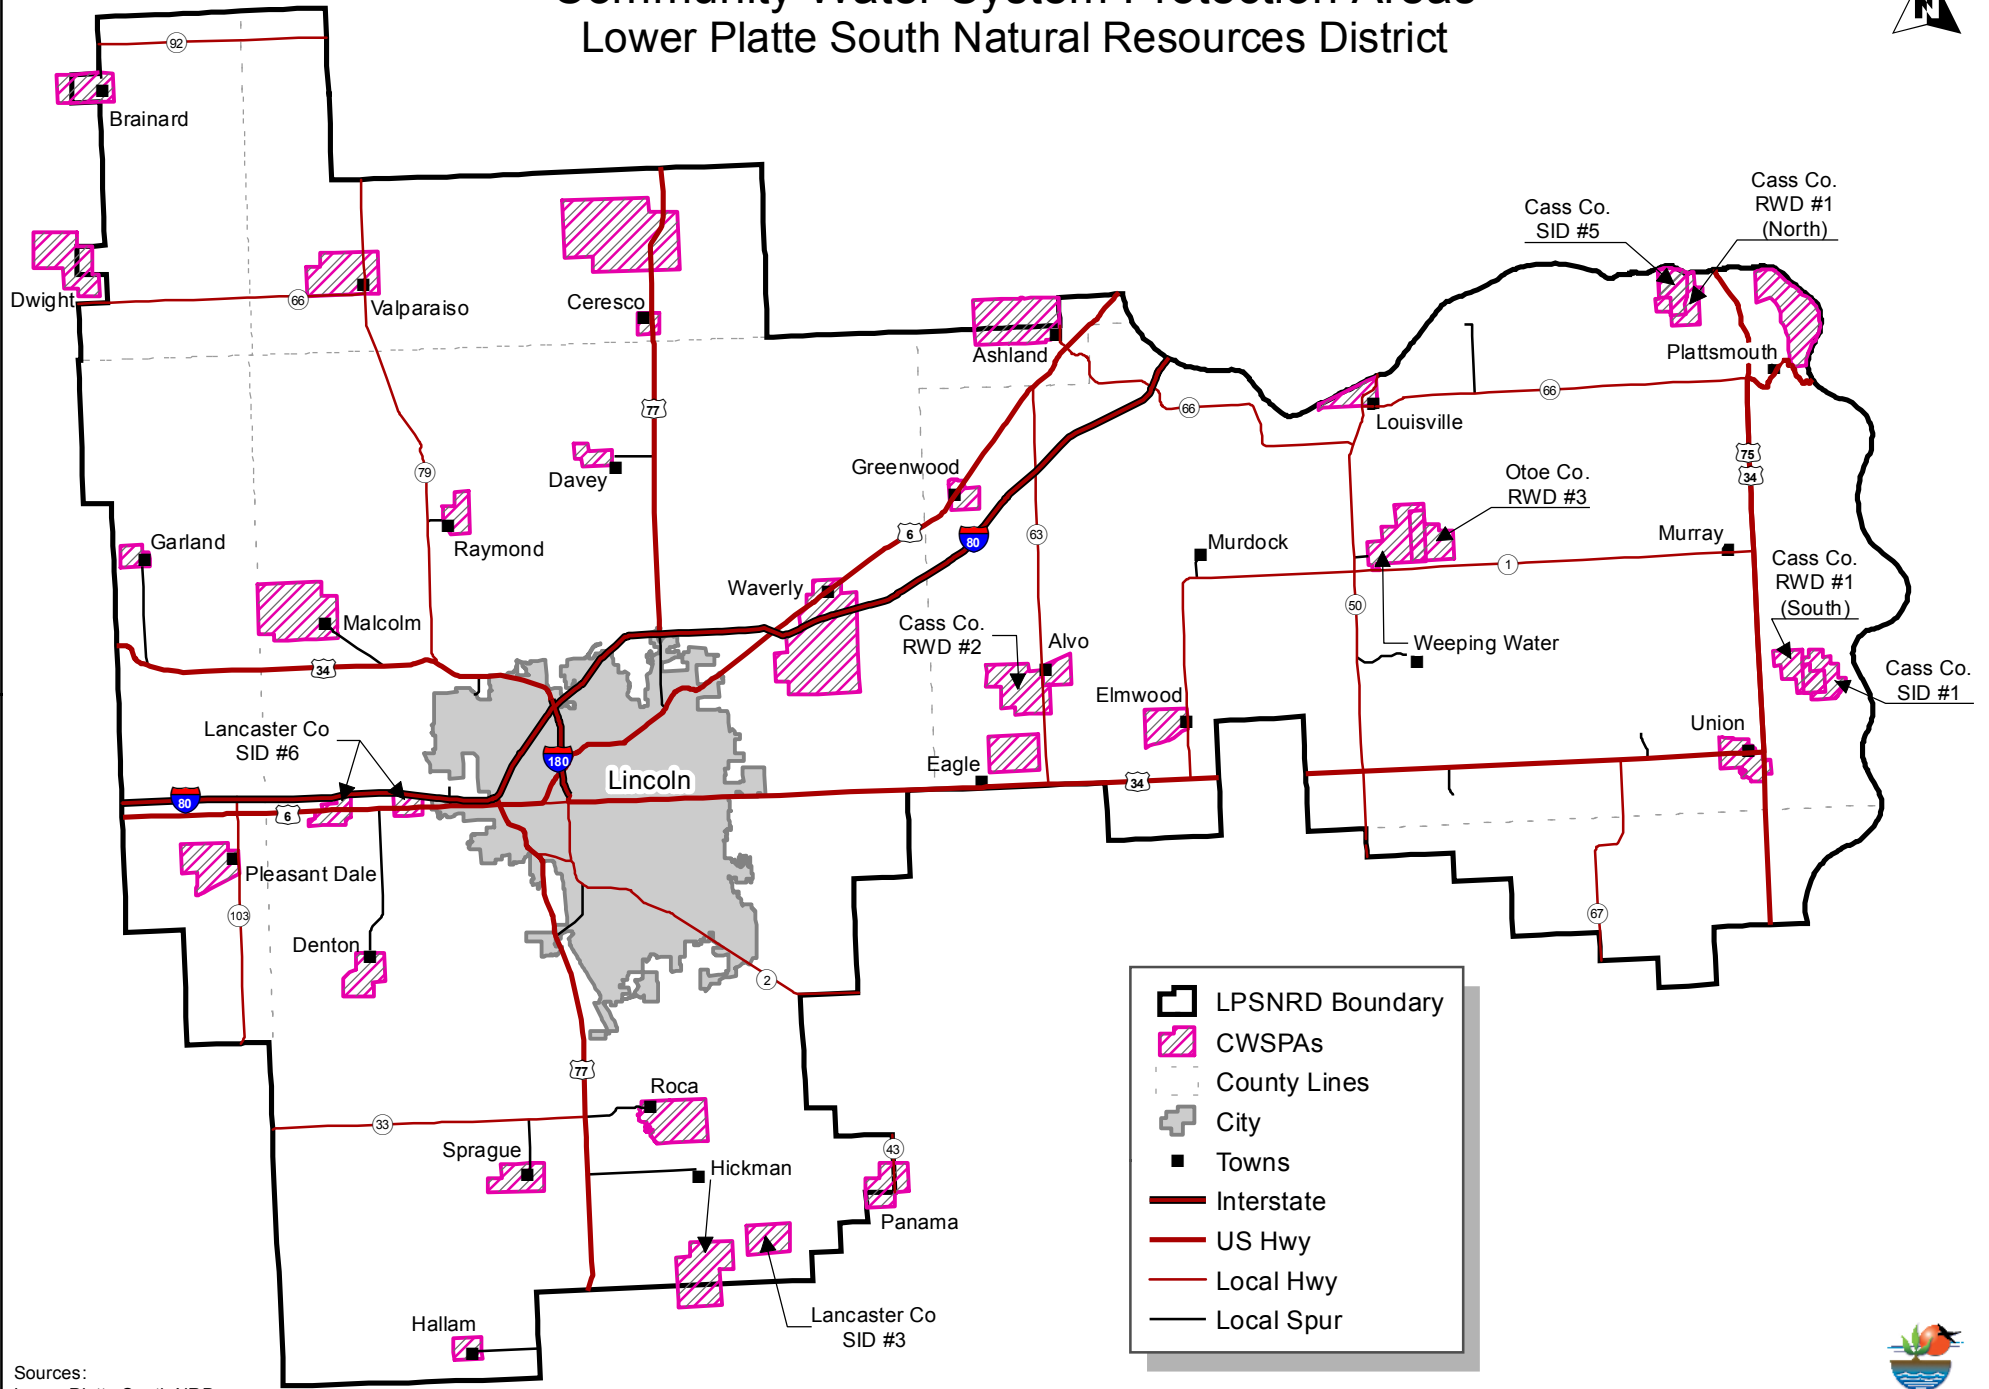 Community Water System Protection Areas
Lower Platte South Natural Resources District
N
92
Brainard
Cass Co.
RWD #1
(North)
Cass Co.
SID #5
Dwight
66
Valparaiso
Ceresco
Ashland
Plattsmouth
77
66
66
Louisville
75
34
79
Davey
Greenwood
Otoe Co.
RWD #3
Garland
Raymond
6
80
63
Murdock
Murray
1
Cass Co.
RWD #1
(South)
Waverly
50
Malcolm
Cass Co.
RWD #2
Alvo
Weeping Water
34
Cass Co.
SID #1
Elmwood
Lancaster Co
SID #6
Union
180
Lincoln
Eagle
34
80
6
Pleasant Dale
103
67
Denton
2
LPSNRD Boundary
CWSPAs
County Lines
City
Towns
Interstate
US Hwy
Local Hwy
Local Spur
77
Roca
33
Sprague
43
Hickman
Panama
Hallam
Lancaster Co
SID #3
Sources: